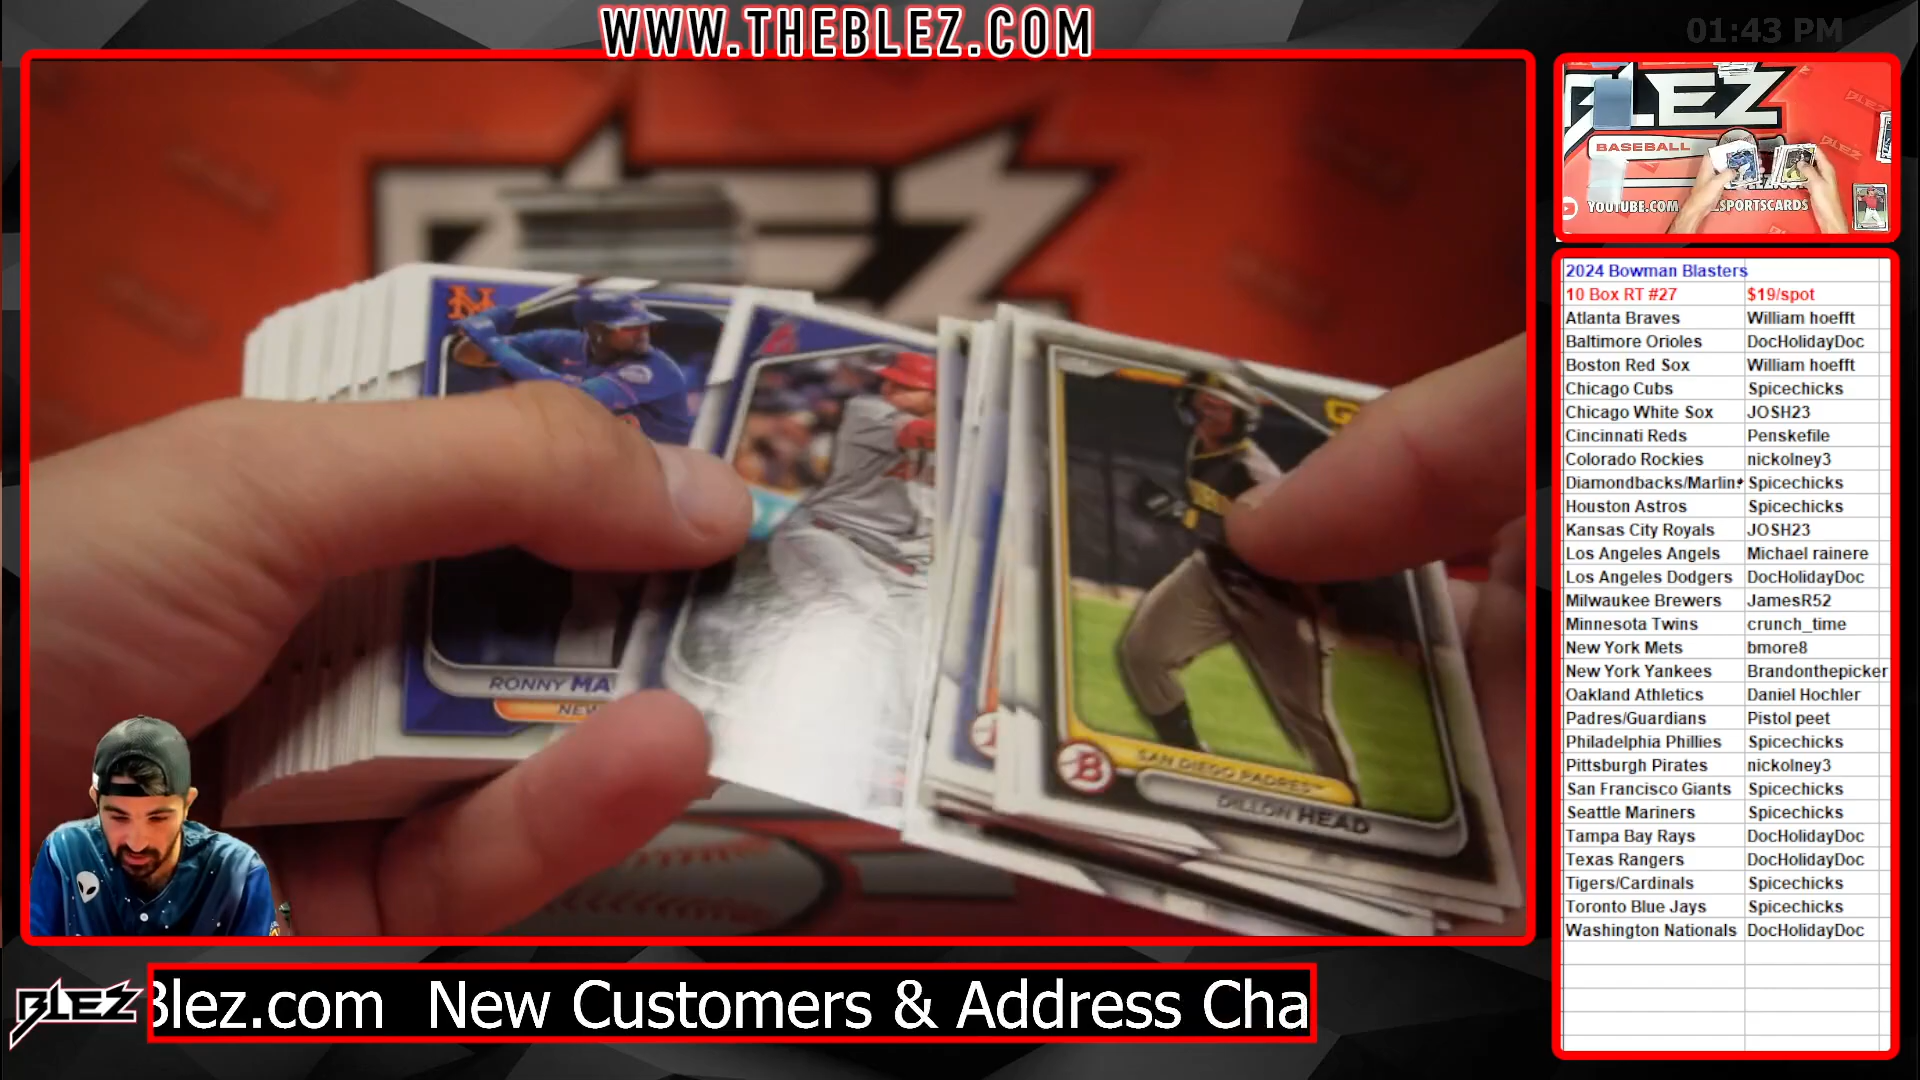 WWW.THEBLEZ.COM
01:43 PM
BLEZ
BASEBALL
YOUTUBE.COM
SPORTSCARDS
RONNY MA
NEW
SAN DIEGO PADRES
DILLON HEAD
B
2024 Bowman Blasters
10 Box RT #27 $19/spot
Atlanta Braves William hoefft
Baltimore Orioles DocHolidayDoc
Boston Red Sox William hoefft
Chicago Cubs Spicechicks
Chicago White Sox JOSH23
Cincinnati Reds Penskefile
Colorado Rockies nickolney3
Diamondbacks/Marlins Spicechicks
Houston Astros Spicechicks
Kansas City Royals JOSH23
Los Angeles Angels Michael rainere
Los Angeles Dodgers DocHolidayDoc
Milwaukee Brewers JamesR52
Minnesota Twins crunch_time
New York Mets bmore8
New York Yankees Brandonthepicker
Oakland Athletics Daniel Hochler
Padres/Guardians Pistol peet
Philadelphia Phillies Spicechicks
Pittsburgh Pirates nickolney3
San Francisco Giants Spicechicks
Seattle Mariners Spicechicks
Tampa Bay Rays DocHolidayDoc
Texas Rangers DocHolidayDoc
Tigers/Cardinals Spicechicks
Toronto Blue Jays Spicechicks
Washington Nationals DocHolidayDoc
BLEZ
Blez.com New Customers & Address Cha